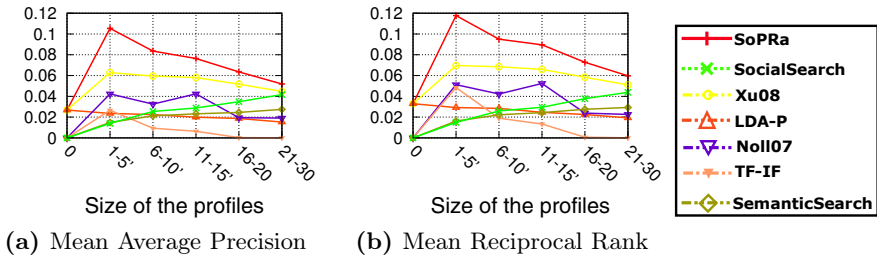 0.12
0.1
0.08
0.06
0.04
0.02
0
0
1-5'
6-10'
11-15'
16-20
21-30
Size of the profiles
(a) Mean Average Precision
0.12
0.1
0.08
0.06
0.04
0.02
0
0
1-5'
6-10'
11-15'
16-20
21-30
Size of the profiles
(b) Mean Reciprocal Rank
SoPRa
SocialSearch
Xu08
LDA-P
Noll07
TF-IF
SemanticSearch